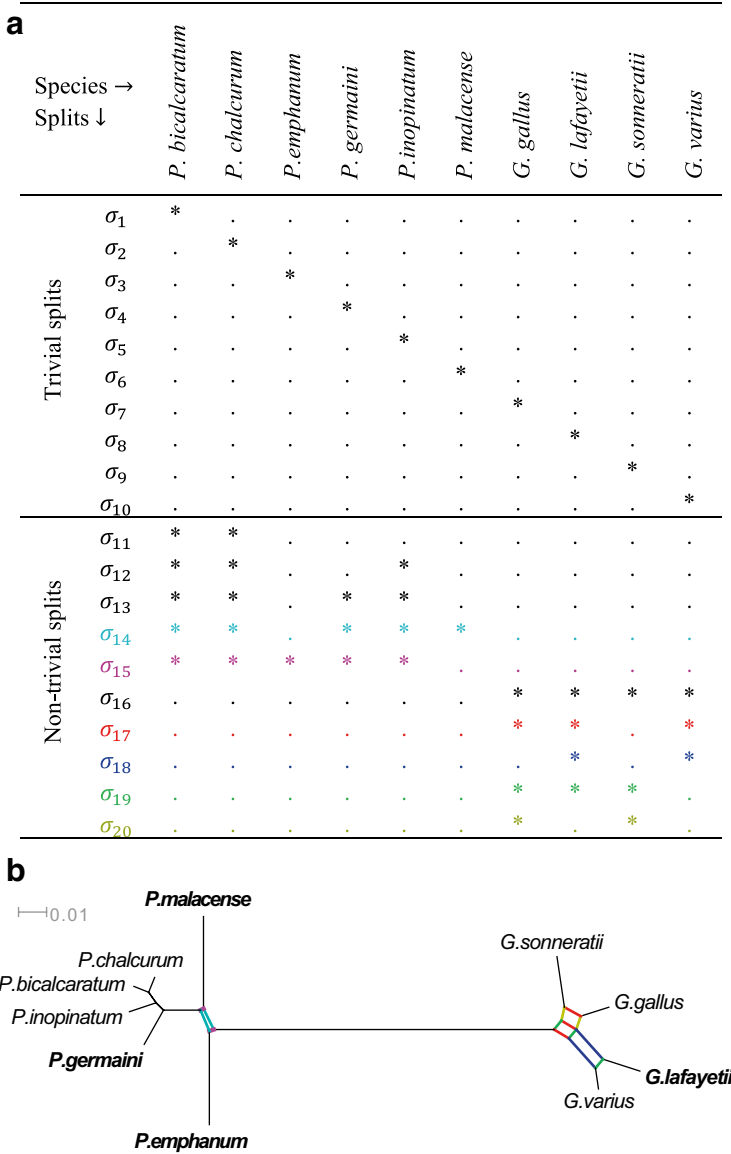 a
Species →
Splits ↓
P. bicalcaratum
P. chalcurum
P.emphanum
P. germaini
P.inopinatum
P. malacense
G. gallus
G. lafayetii
G. sonneratii
G. varius
Trivial splits
σ1 * . . . . . . . . .
σ2 . * . . . . . . . .
σ3 . . * . . . . . . .
σ4 . . . * . . . . . .
σ5 . . . . * . . . . .
σ6 . . . . . * . . . .
σ7 . . . . . . * . . .
σ8 . . . . . . . * . .
σ9 . . . . . . . . * .
σ10 . . . . . . . . . *
Non-trivial splits
σ11 * * . . . . . . . .
σ12 * * . . * . . . . .
σ13 * * . * * . . . . .
σ14 * * . * * * . . . .
σ15 * * * * * . . . . .
σ16 . . . . . . * * * *
σ17 . . . . . . * * . *
σ18 . . . . . . . * . *
σ19 . . . . . . * * * .
σ20 . . . . . . * . * .
b
0.01
P.malacense
P.chalcurum
P.bicalcaratum
P.inopinatum
P.germaini
P.emphanum
G.sonneratii
G.gallus
G.lafayetii
G.varius